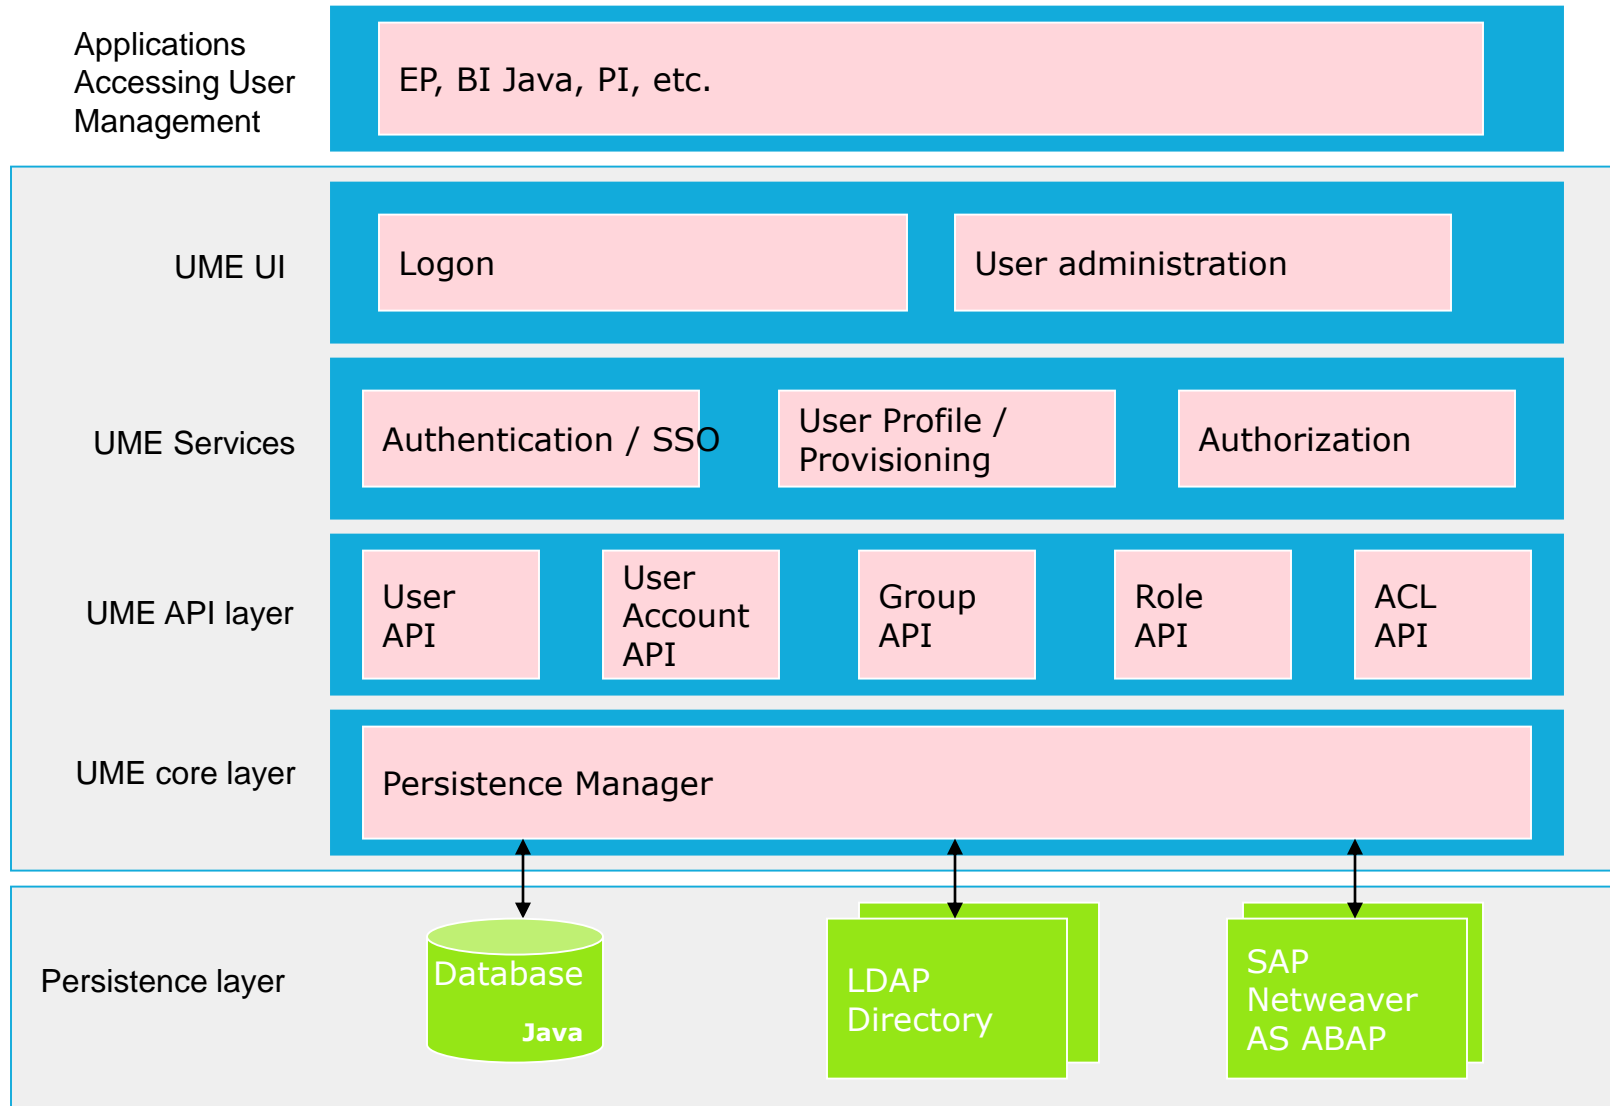 Applications
Accessing User
Management
EP, BI Java, PI, etc.
UME UI
Logon
User administration
UME Services
Authentication / SSO
User Profile /
Provisioning
Authorization
UME API layer
User
API
User
Account
API
Group
API
Role
API
ACL
API
UME core layer
Persistence Manager
Persistence layer
Database
Java
LDAP
Directory
SAP
Netweaver
AS ABAP